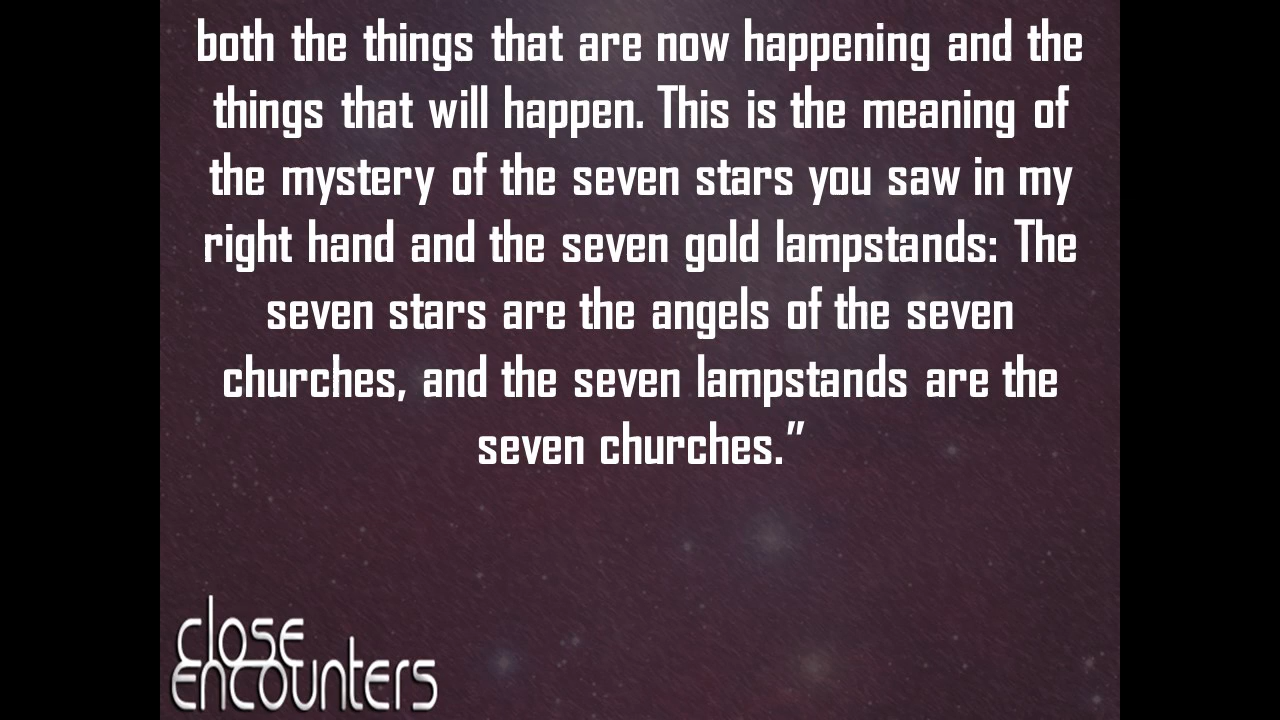 both the things that are now happening and the
things that will happen. This is the meaning of
the mystery of the seven stars you saw in my
right hand and the seven gold lampstands: The
seven stars are the angels of the seven
churches, and the seven lampstands are the
seven churches.”
close
encounters